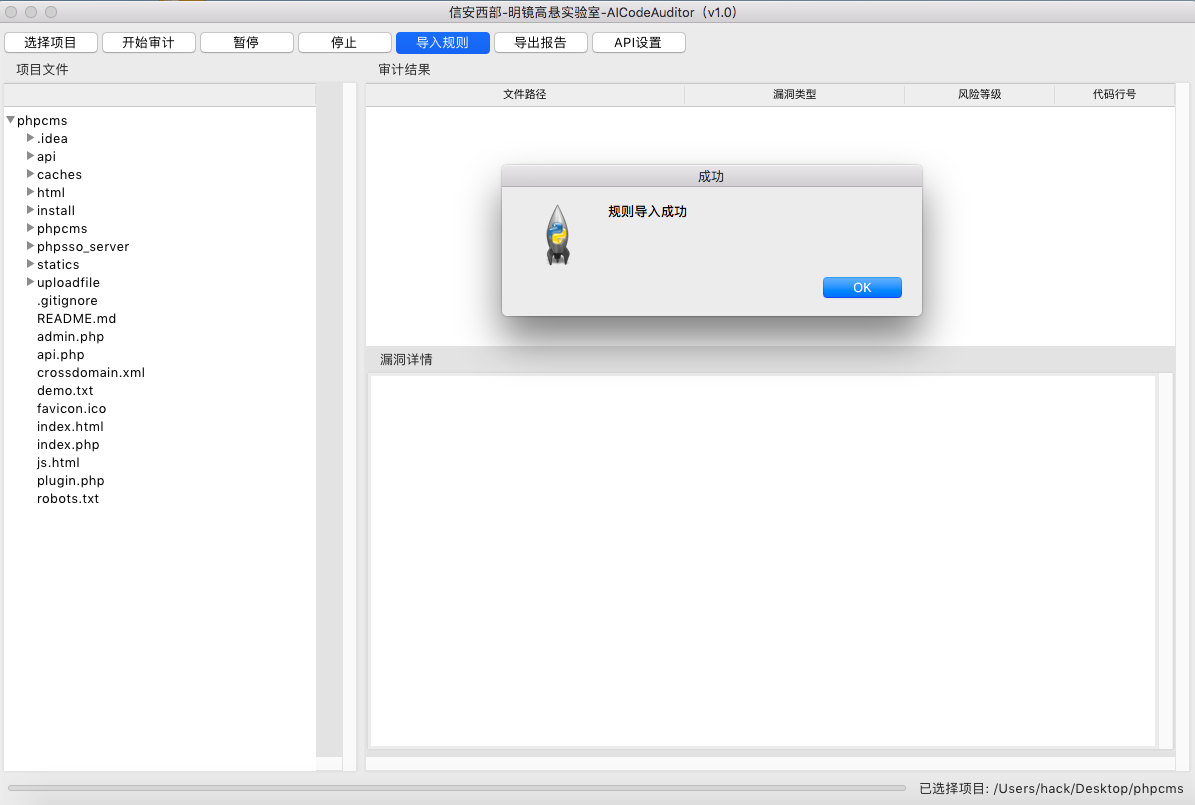 信安西部-明镜高悬实验室-AICodeAuditor（v1.0）
选择项目 开始审计 暂停 停止 导入规则 导出报告 API设置
项目文件
审计结果
文件路径 漏洞类型 风险等级 代码行号
phpcms
.idea
api
caches
html
install
phpcms
phpsso_server
statics
uploadfile
.gitignore
README.md
admin.php
api.php
crossdomain.xml
demo.txt
favicon.ico
index.html
index.php
js.html
plugin.php
robots.txt
成功
规则导入成功
OK
漏洞详情
已选择项目: /Users/hack/Desktop/phpcms